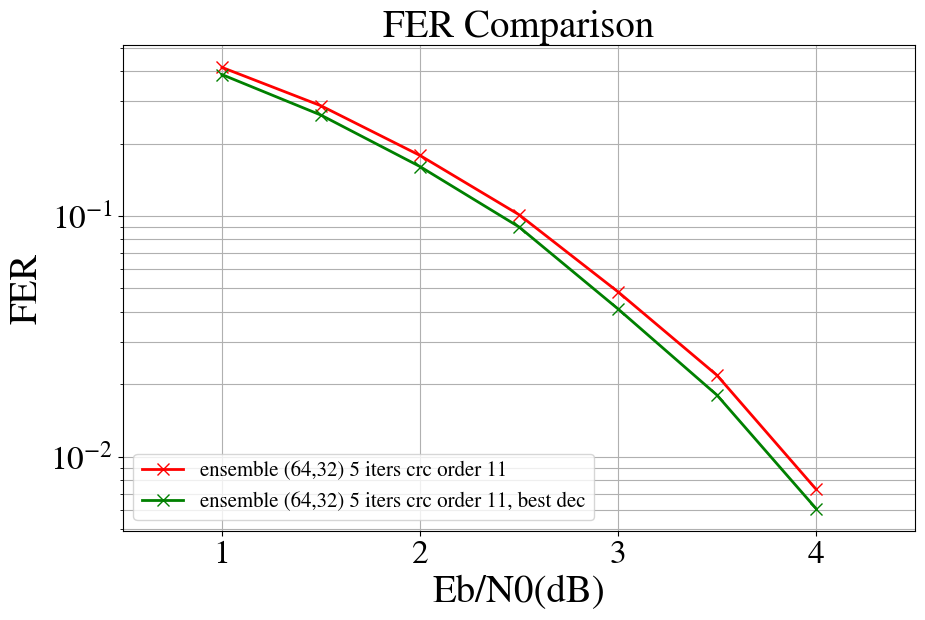 FER Comparison
FER
10⁻¹
10⁻²
ensemble (64,32) 5 iters crc order 11
ensemble (64,32) 5 iters crc order 11, best dec
1 2 3 4
Eb/N0(dB)